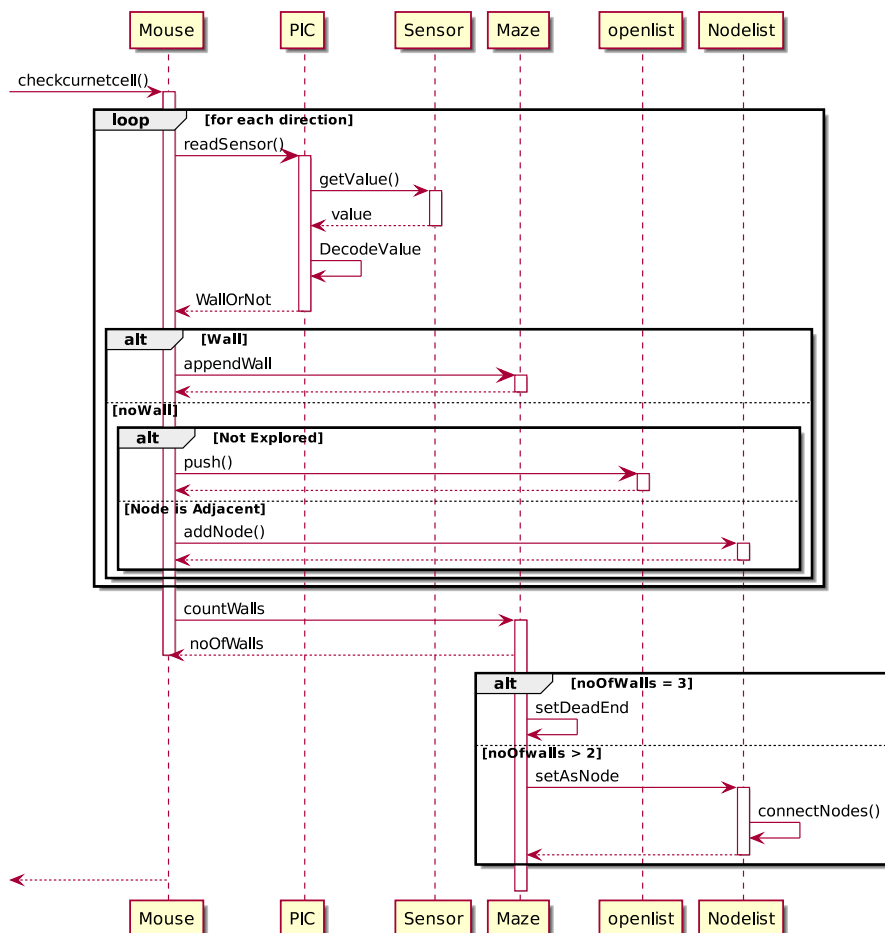 Mouse PIC Sensor Maze openlist Nodelist
checkcurnetcell()
loop [for each direction]
readSensor()
getValue()
value
DecodeValue
WallOrNot
alt [Wall]
appendWall
[noWall]
alt [Not Explored]
push()
[Node is Adjacent]
addNode()
countWalls
noOfWalls
alt [noOfWalls = 3]
setDeadEnd
[noOfwalls > 2]
setAsNode
connectNodes()
Mouse PIC Sensor Maze openlist Nodelist